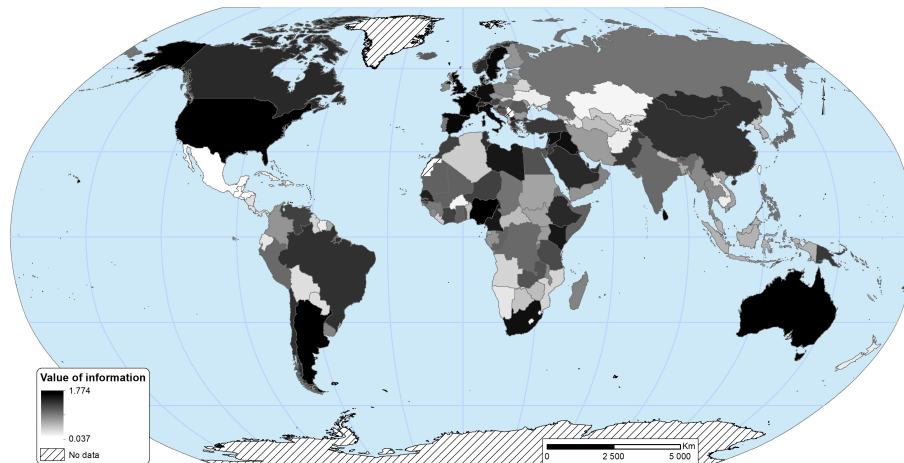 N
Value of information
1.774
0.037
No data
Km
0 2 500 5 000